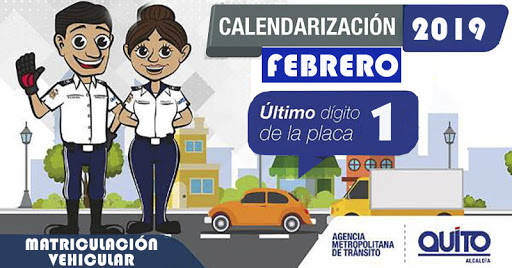 CALENDARIZACIÓN 2019
FEBRERO
Último dígito
de la placa 1
MATRICULACIÓN
VEHICULAR
AGENCIA
METROPOLITANA
DE TRÁNSITO
QUITO
ALCALDÍA